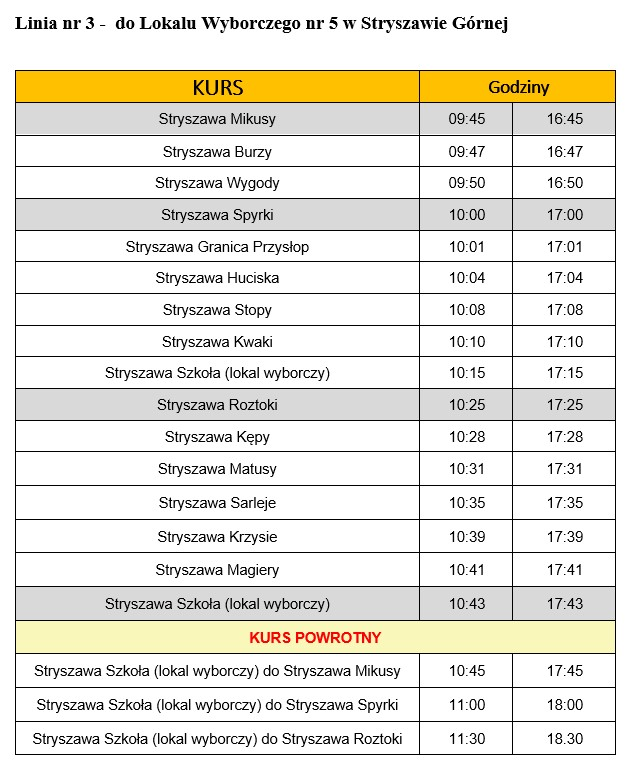 Linia nr 3 -  do Lokalu Wyborczego nr 5 w Stryszawie Górnej
KURS Godziny
Stryszawa Mikusy 09:45 16:45
Stryszawa Burzy 09:47 16:47
Stryszawa Wygody 09:50 16:50
Stryszawa Spyrki 10:00 17:00
Stryszawa Granica Przysłop 10:01 17:01
Stryszawa Huciska 10:04 17:04
Stryszawa Stopy 10:08 17:08
Stryszawa Kwaki 10:10 17:10
Stryszawa Szkoła (lokal wyborczy) 10:15 17:15
Stryszawa Roztoki 10:25 17:25
Stryszawa Kępy 10:28 17:28
Stryszawa Matusy 10:31 17:31
Stryszawa Sarleje 10:35 17:35
Stryszawa Krzysie 10:39 17:39
Stryszawa Magiery 10:41 17:41
Stryszawa Szkoła (lokal wyborczy) 10:43 17:43
KURS POWROTNY
Stryszawa Szkoła (lokal wyborczy) do Stryszawa Mikusy 10:45 17:45
Stryszawa Szkoła (lokal wyborczy) do Stryszawa Spyrki 11:00 18:00
Stryszawa Szkoła (lokal wyborczy) do Stryszawa Roztoki 11:30 18.30